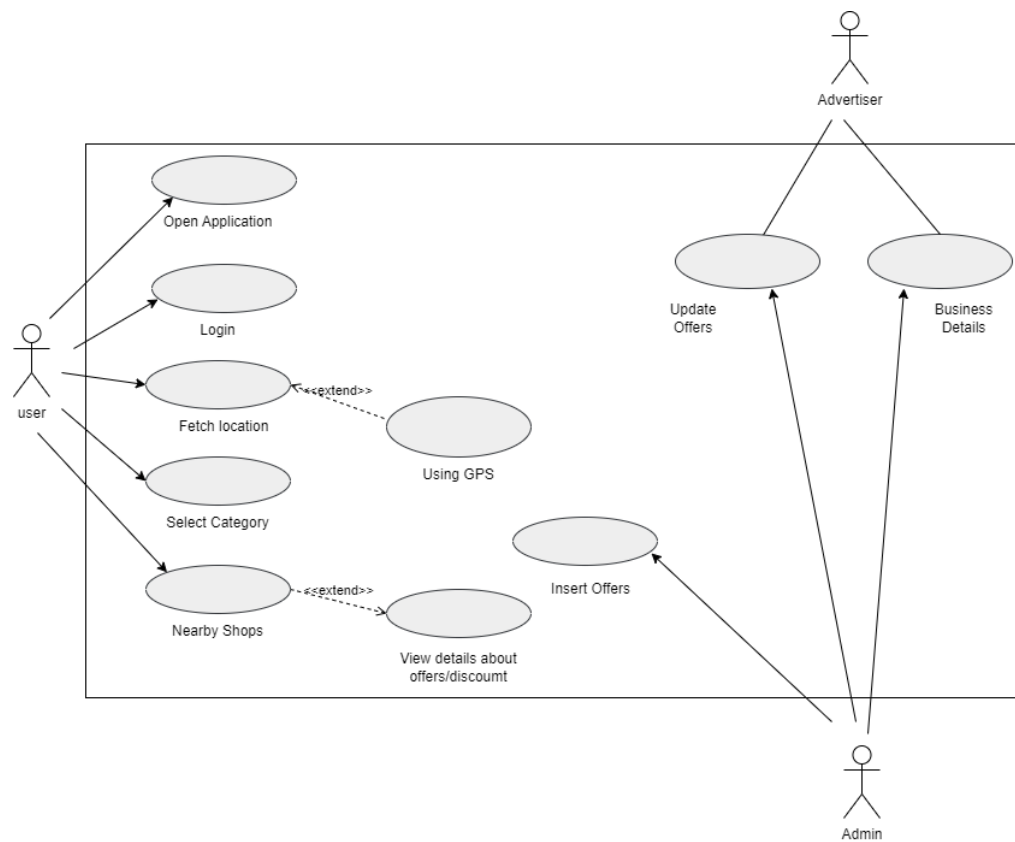 Advertiser
Open Application
Login
user
Fetch location
<<extend>>
Using GPS
Select Category
Nearby Shops
<<extend>>
View details about
offers/discoumt
Insert Offers
Update
Offers
Business
Details
Admin